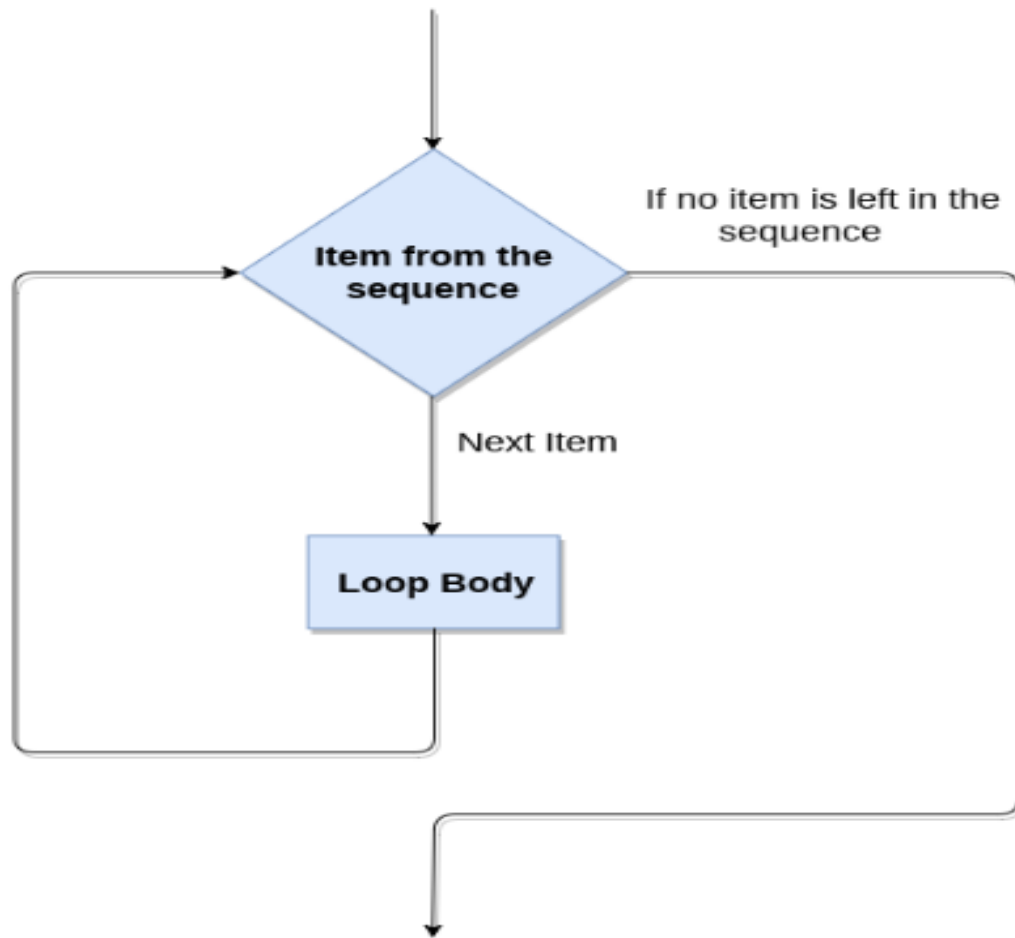 If no item is left in the
sequence
Item from the
sequence
Next Item
Loop Body